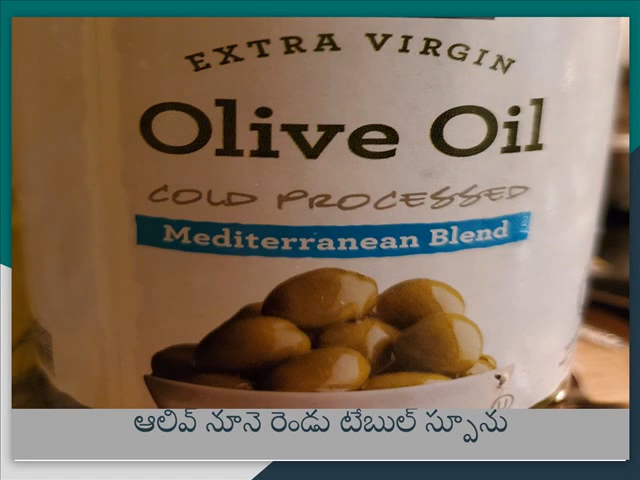 EXTRA VIRGIN
Olive Oil
COLD PROCESSED
Mediterranean Blend
ఆలివ్ నూనె రెండు టేబుల్ స్పూను